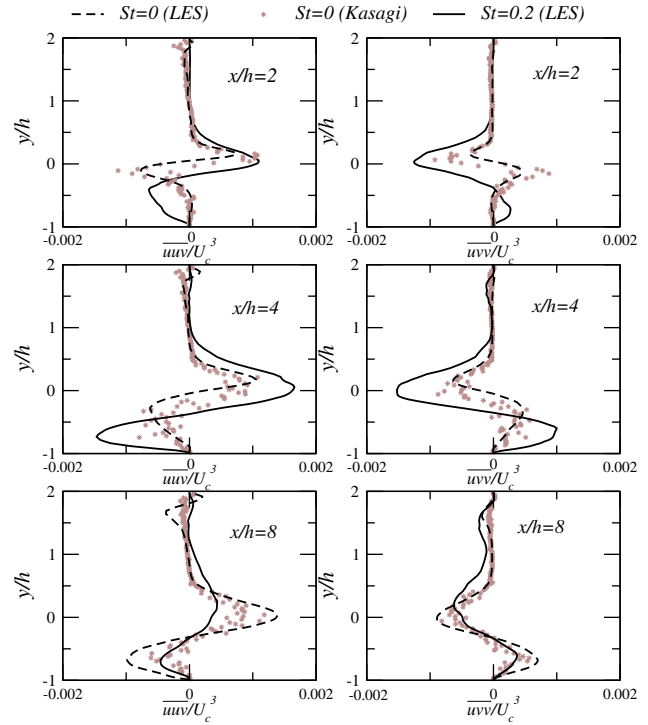 St=0 (LES) St=0 (Kasagi) St=0.2 (LES)
2
1
0
-1
y/h
x/h=2
-0.002 0 0.002
uuv/U_c^3
2
1
0
-1
y/h
x/h=2
-0.002 0 0.002
uvv/U_c^3
2
1
0
-1
y/h
x/h=4
-0.002 0 0.002
uuv/U_c^3
2
1
0
-1
y/h
x/h=4
-0.002 0 0.002
uvv/U_c^3
2
1
0
-1
y/h
x/h=8
-0.002 0 0.002
uuv/U_c^3
2
1
0
-1
y/h
x/h=8
-0.002 0 0.002
uvv/U_c^3